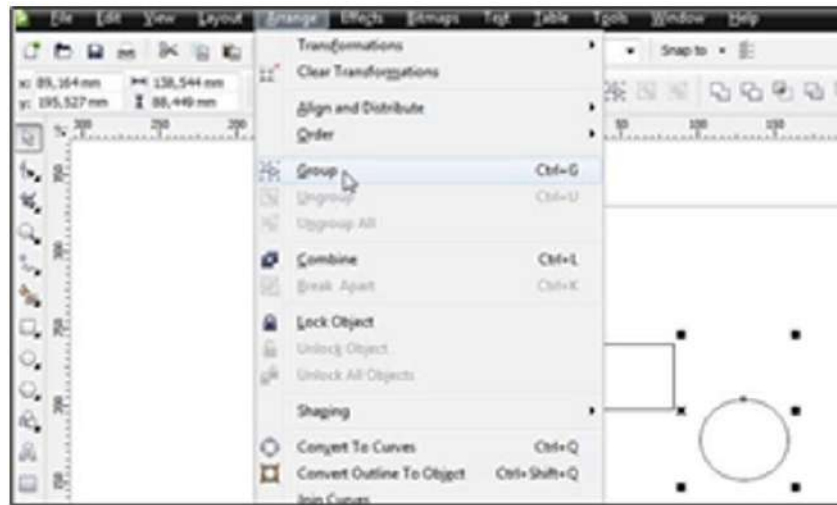 File Edit View Layout Arrange Effects Bitmaps Text Table Tools Window Help
Snap to
x: 89,164 mm 138,544 mm
y: 195,527 mm 88,449 mm
Transformations
Clear Transformations
Align and Distribute
Order
Group Ctrl+G
Ungroup Ctrl+U
Ungroup All
Combine Ctrl+L
Break Apart Ctrl+K
Lock Object
Unlock Object
Unlock All Objects
Shaping
Convert To Curves Ctrl+Q
Convert Outline To Object Ctrl+Shift+Q
Join Curves